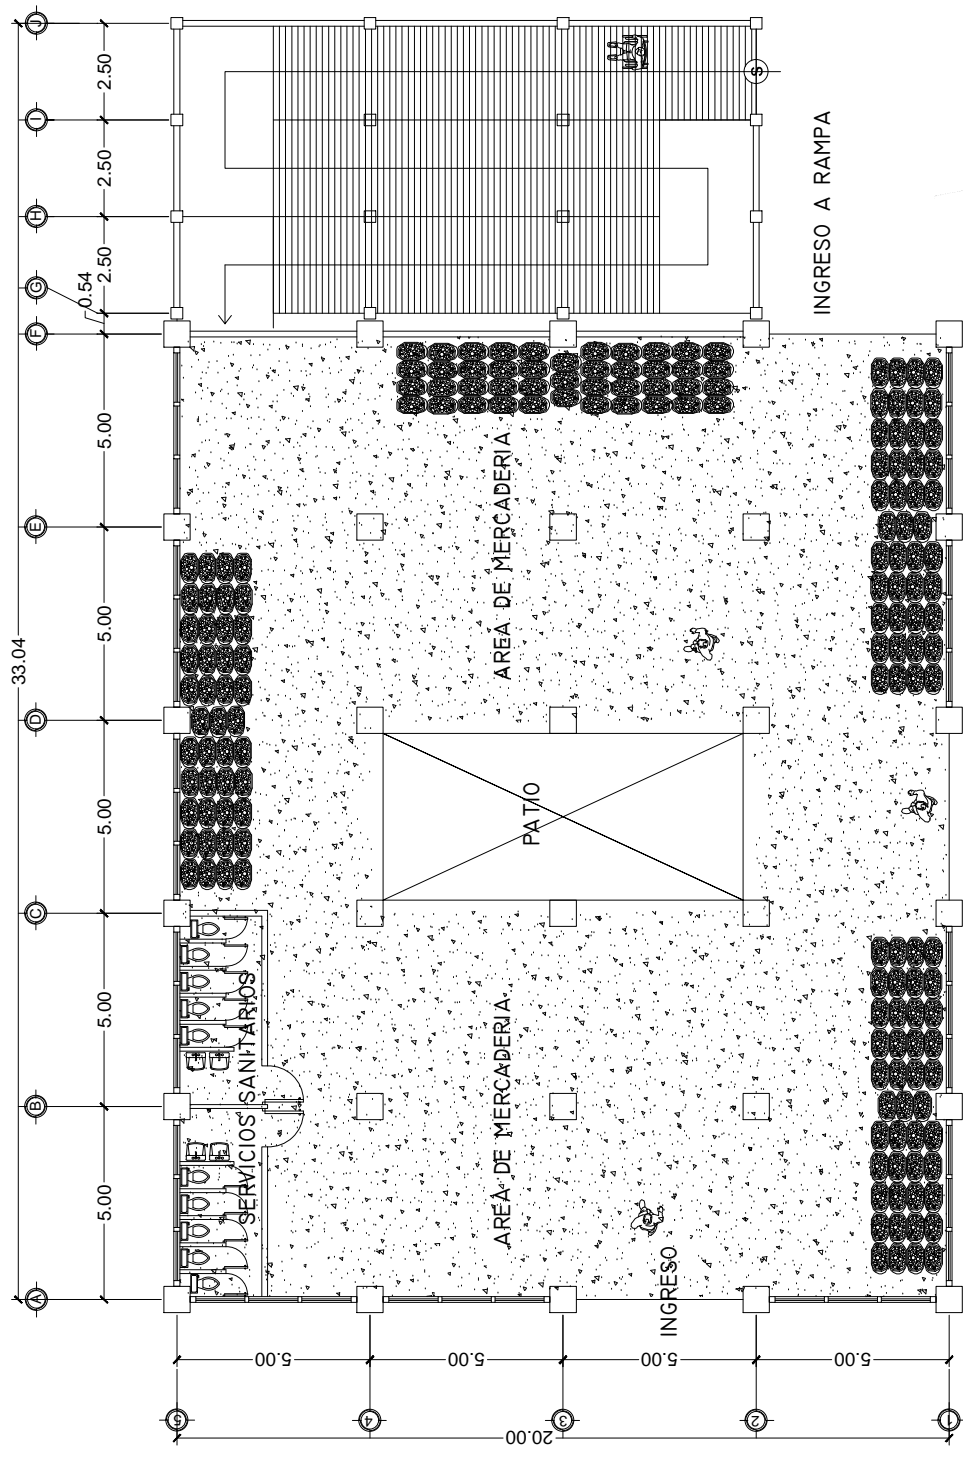 33.04
A
B
C
D
E
F
G
H
I
J
5.00
5.00
5.00
5.00
5.00
0.54
2.50
2.50
2.50
SERVICIOS SANITARIOS
AREA DE MERCADERIA
PATIO
AREA DE MERCADERIA
INGRESO
INGRESO A RAMPA
S
5
4
3
2
1
5.00
5.00
5.00
5.00
20.00